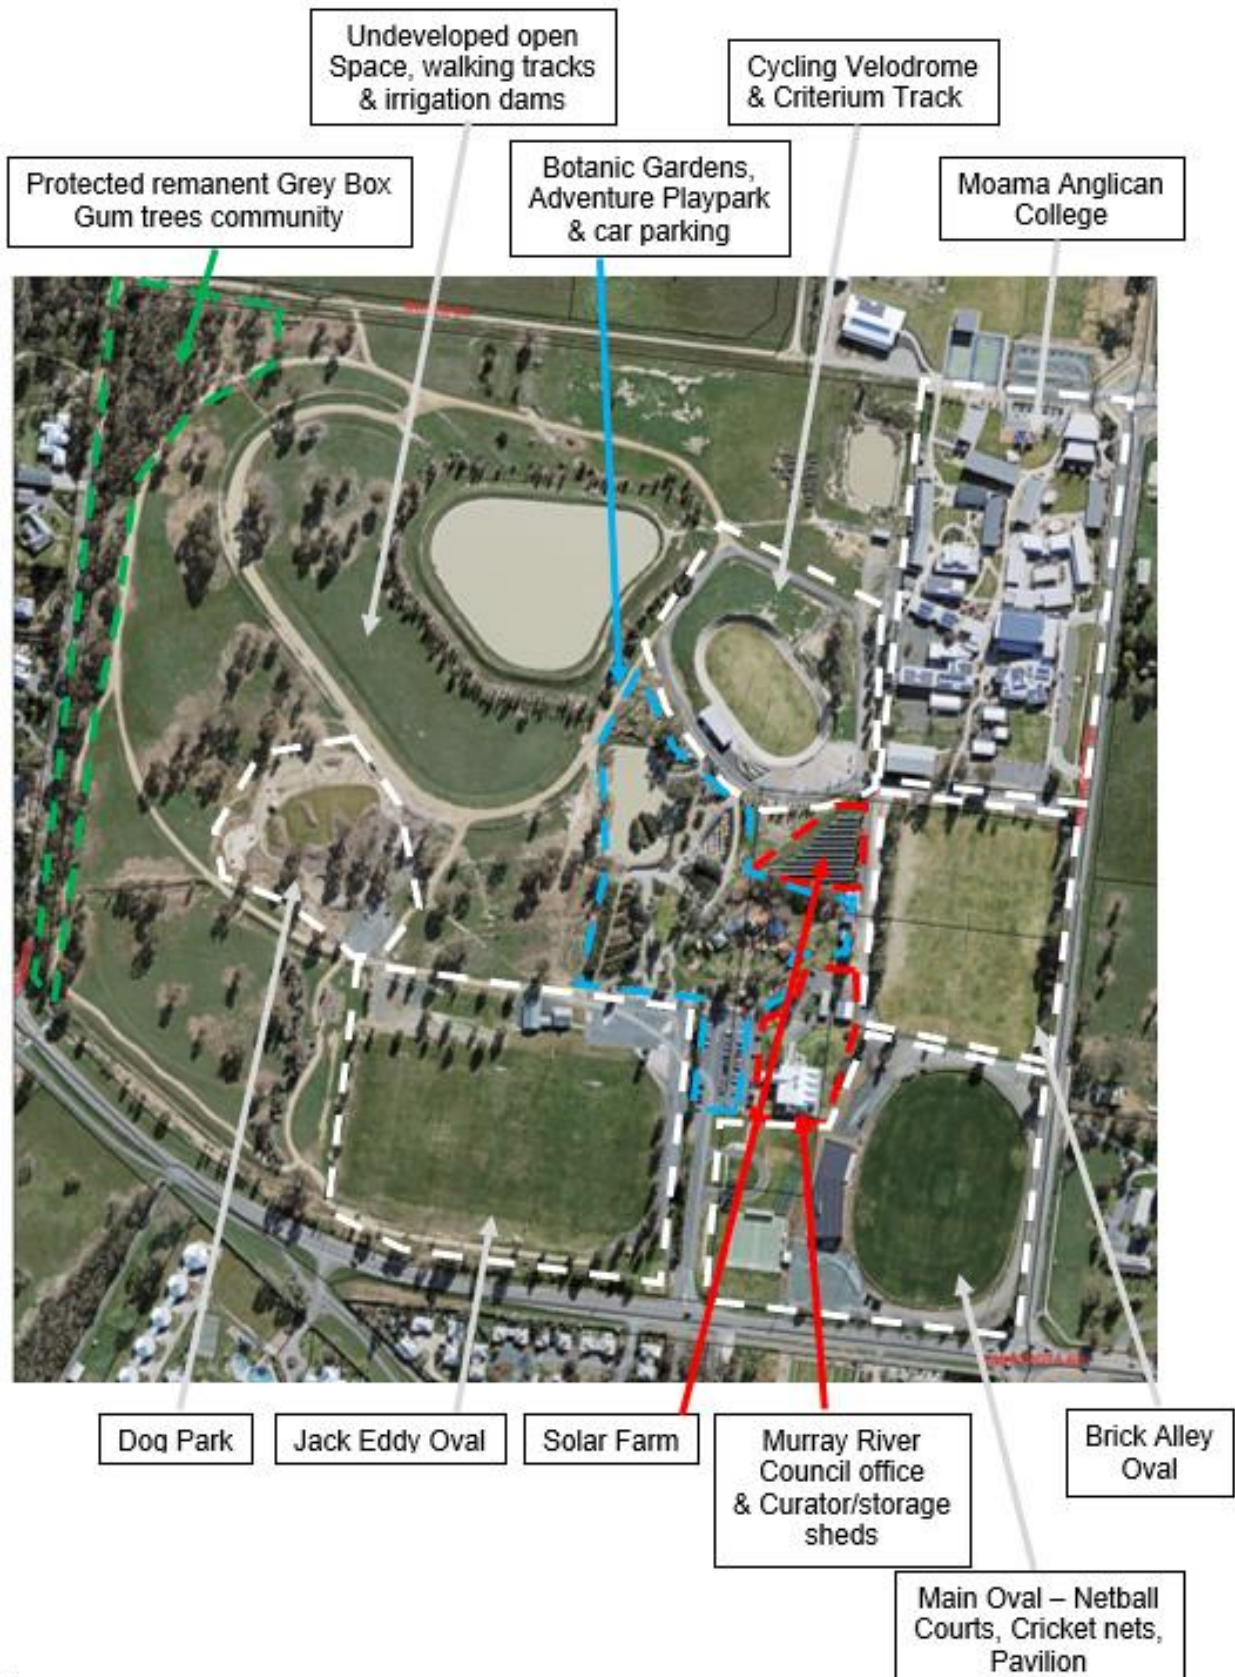 Undeveloped open
Space, walking tracks
& irrigation dams
Cycling Velodrome
& Criterium Track
Protected remanent Grey Box
Gum trees community
Botanic Gardens,
Adventure Playpark
& car parking
Moama Anglican
College
Dog Park
Jack Eddy Oval
Solar Farm
Murray River
Council office
& Curator/storage
sheds
Brick Alley
Oval
Main Oval – Netball
Courts, Cricket nets,
Pavilion